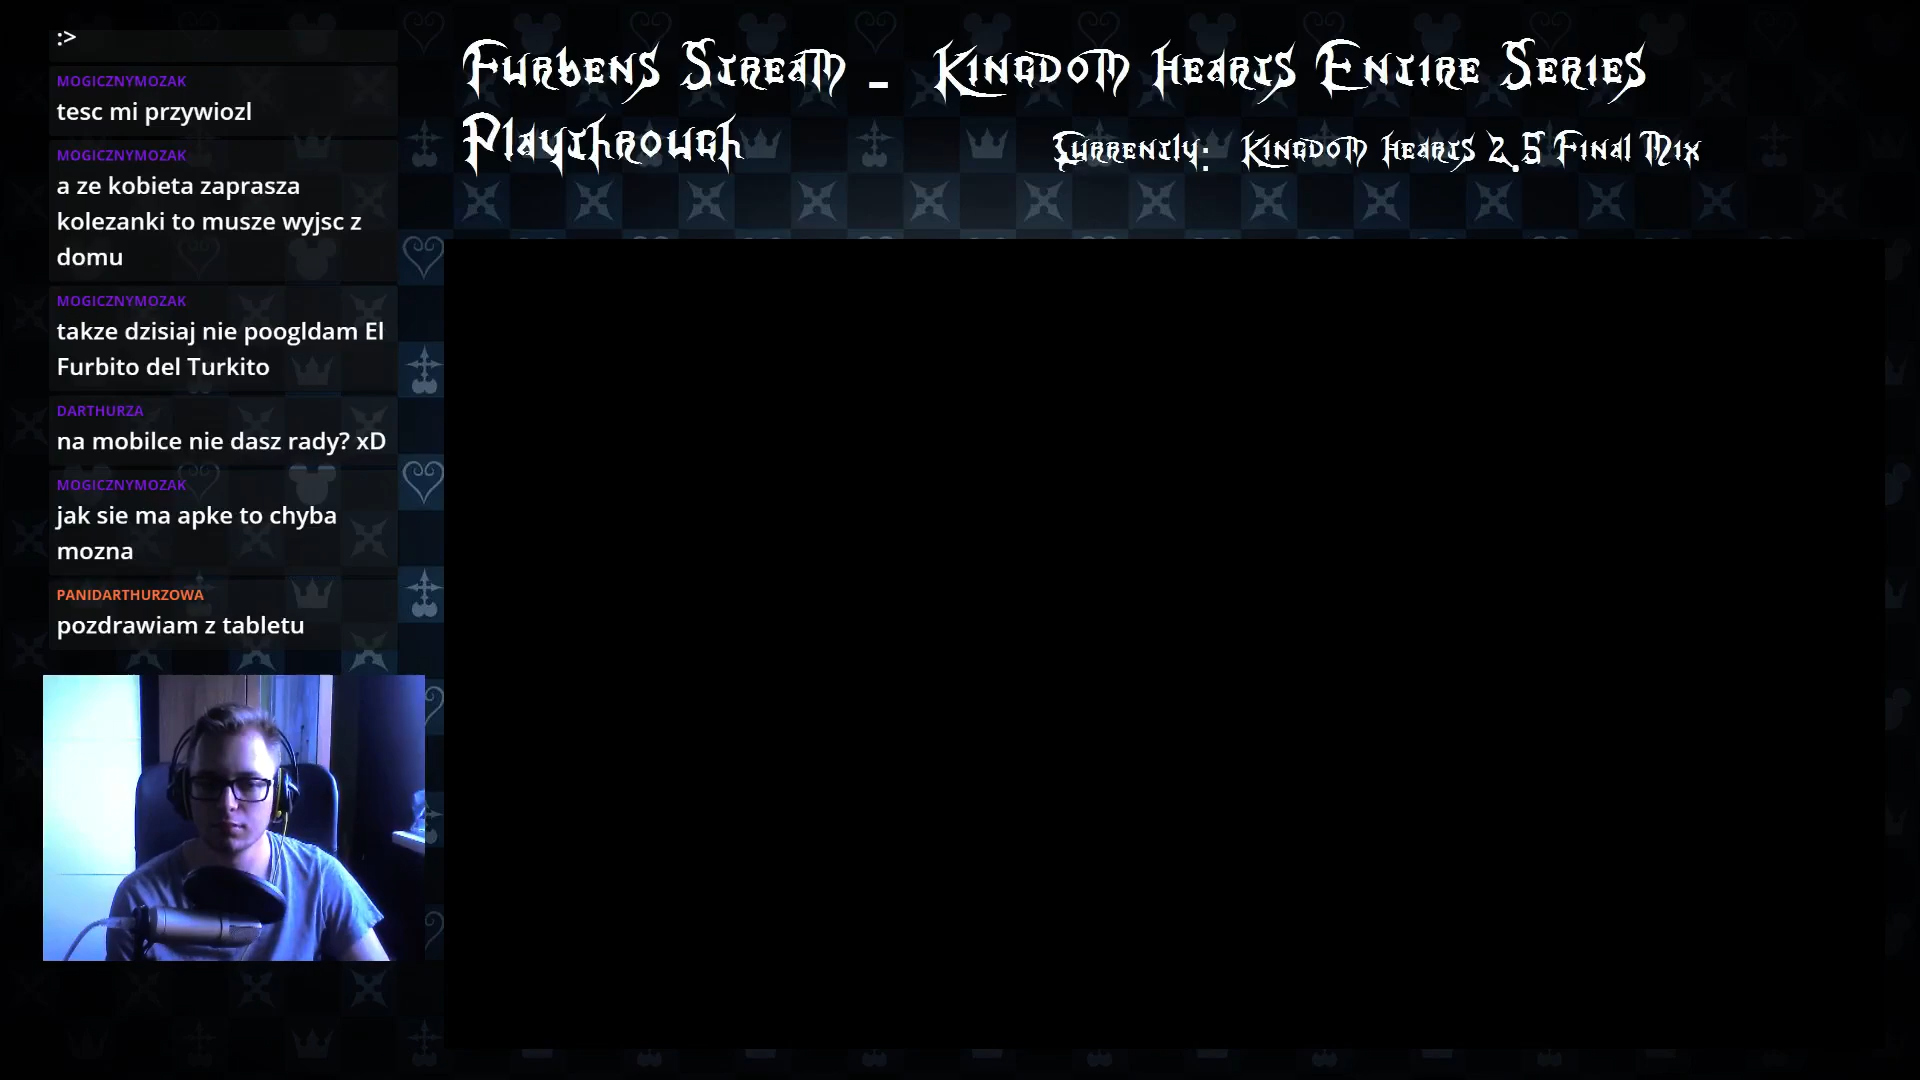 :>
MOGICZNYMOZAK
tesc mi przywiozl
MOGICZNYMOZAK
a ze kobieta zaprasza
kolezanki to musze wyjsc z
domu
MOGICZNYMOZAK
takze dzisiaj nie poogldam El
Furbito del Turkito
DARTHURZA
na mobilce nie dasz rady? xD
MOGICZNYMOZAK
jak sie ma apke to chyba
mozna
PANIDARTHURZOWA
pozdrawiam z tabletu
Furbens Stream - Kingdom Hearts Entire Series
Playthrough
Currently: Kingdom Hearts 2.5 Final Mix